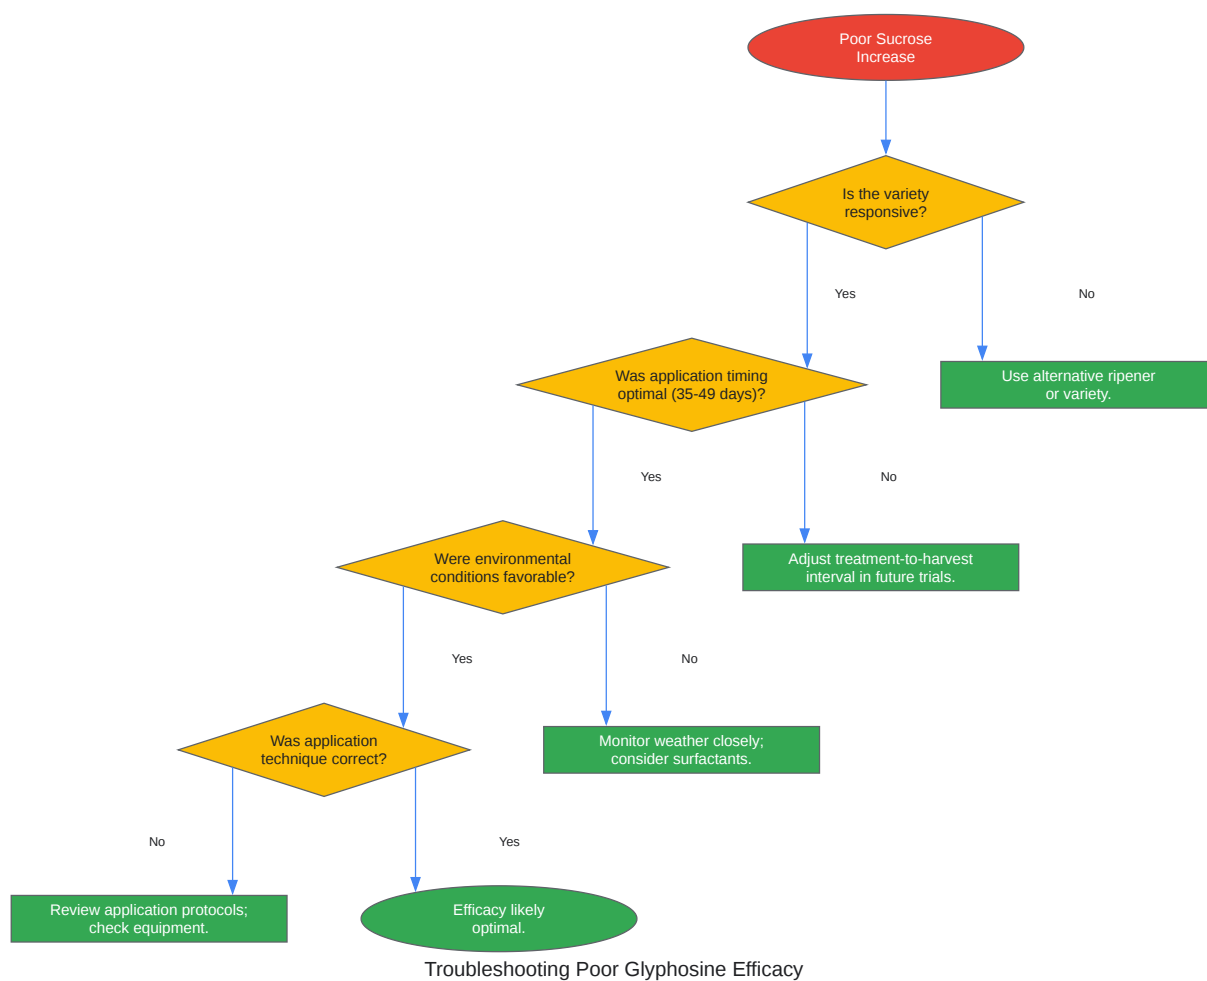 Poor Sucrose
Increase
Is the variety
responsive?
Yes
No
Was application timing
optimal (35-49 days)?
Use alternative ripener
or variety.
Yes
No
Were environmental
conditions favorable?
Adjust treatment-to-harvest
interval in future trials.
Yes
No
Was application
technique correct?
Monitor weather closely;
consider surfactants.
No
Yes
Review application protocols;
check equipment.
Efficacy likely
optimal.
Troubleshooting Poor Glyphosine Efficacy